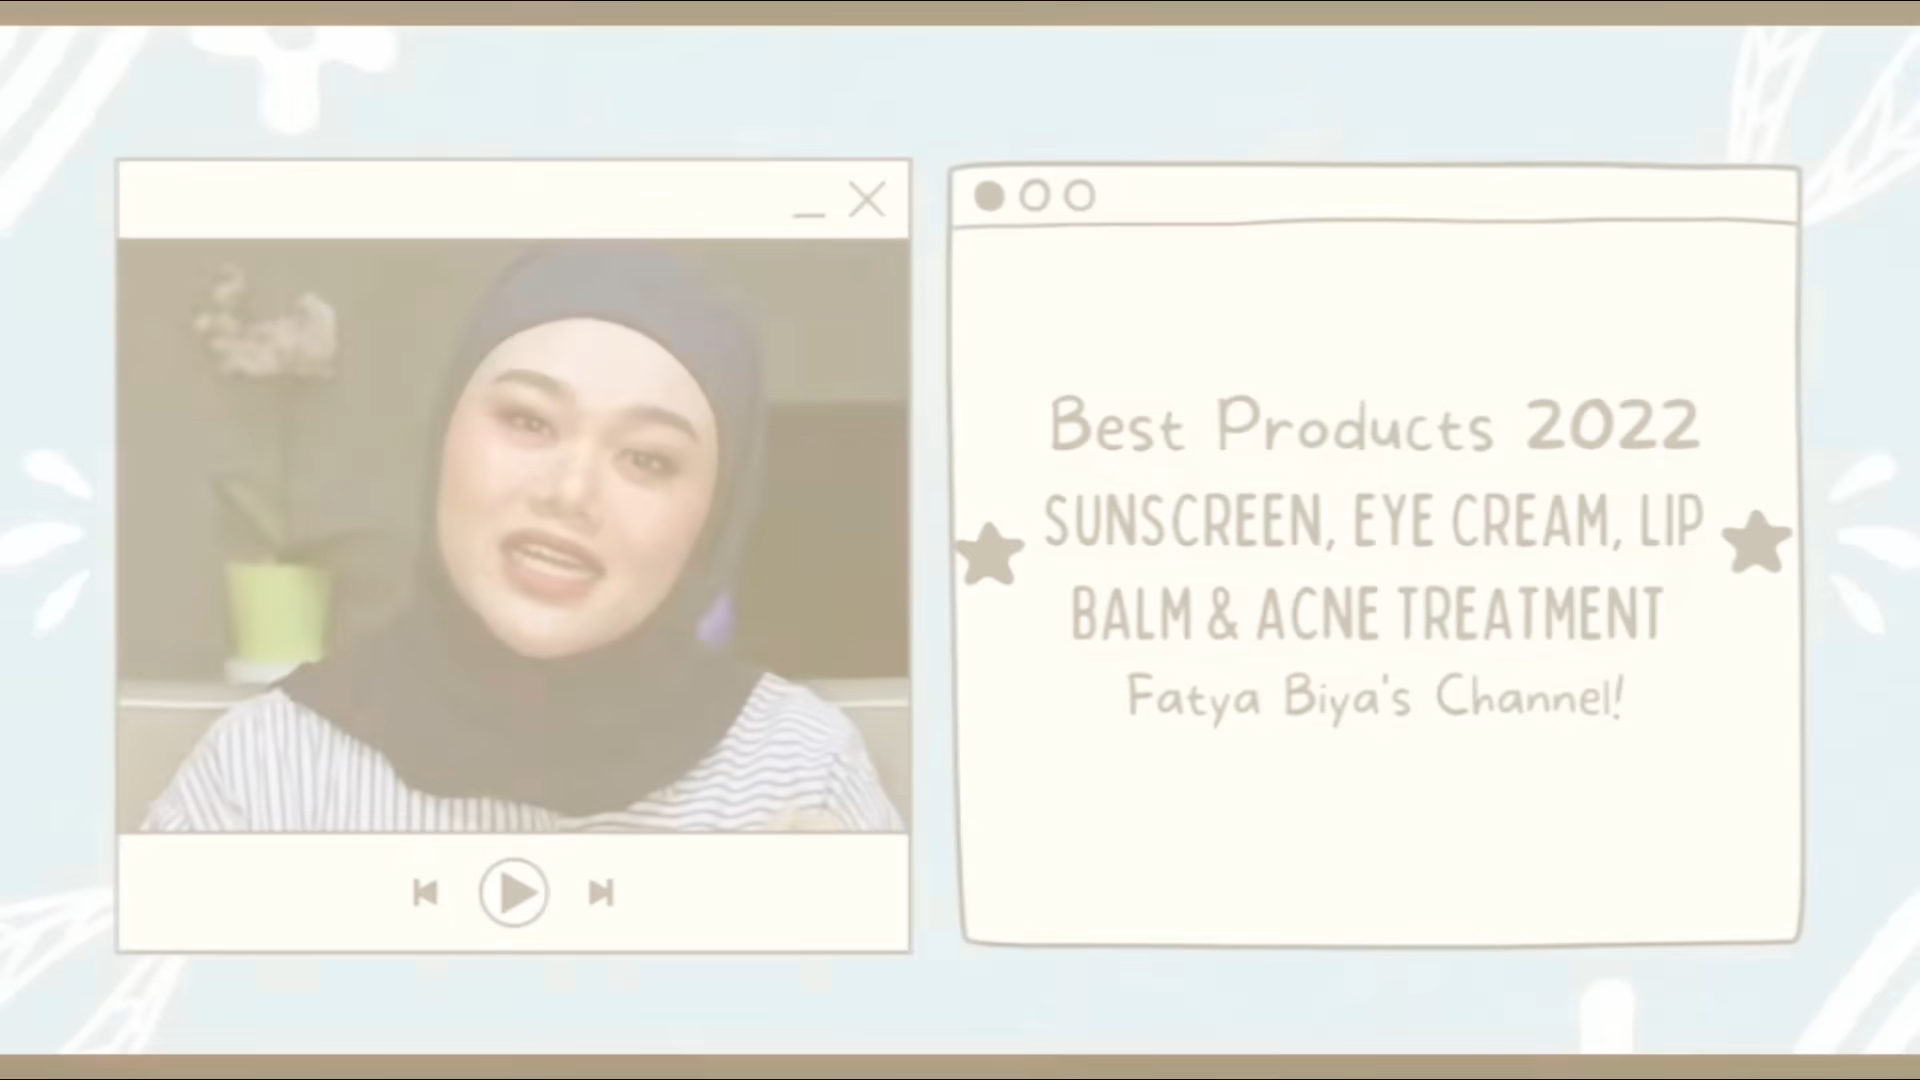 Best Products 2022
SUNSCREEN, EYE CREAM, LIP
BALM & ACNE TREATMENT
Fatya Biya's Channel!